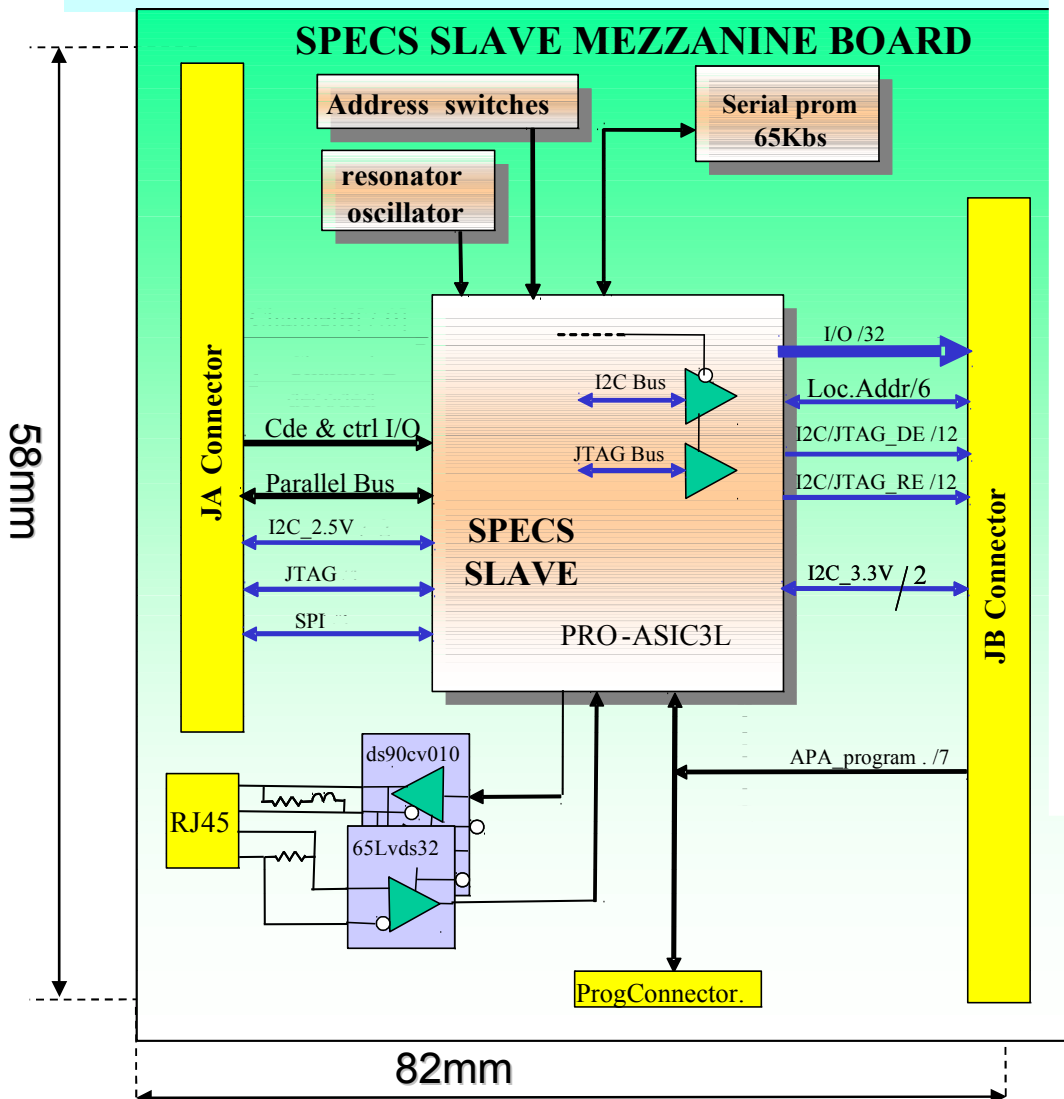 SPECS SLAVE MEZZANINE BOARD
Address switches
Serial prom
65Kbs
resonator
oscillator
JA Connector
JB Connector
I/O /32
I2C Bus
Loc.Addr/6
Cde & ctrl I/O
JTAG Bus
I2C/JTAG_DE /12
Parallel Bus
I2C/JTAG_RE /12
I2C_2.5V
SPECS
SLAVE
JTAG
I2C_3.3V / 2
SPI
PRO-ASIC3L
58mm
ds90cv010
APA_program . /7
RJ45
65Lvds32
ProgConnector.
82mm